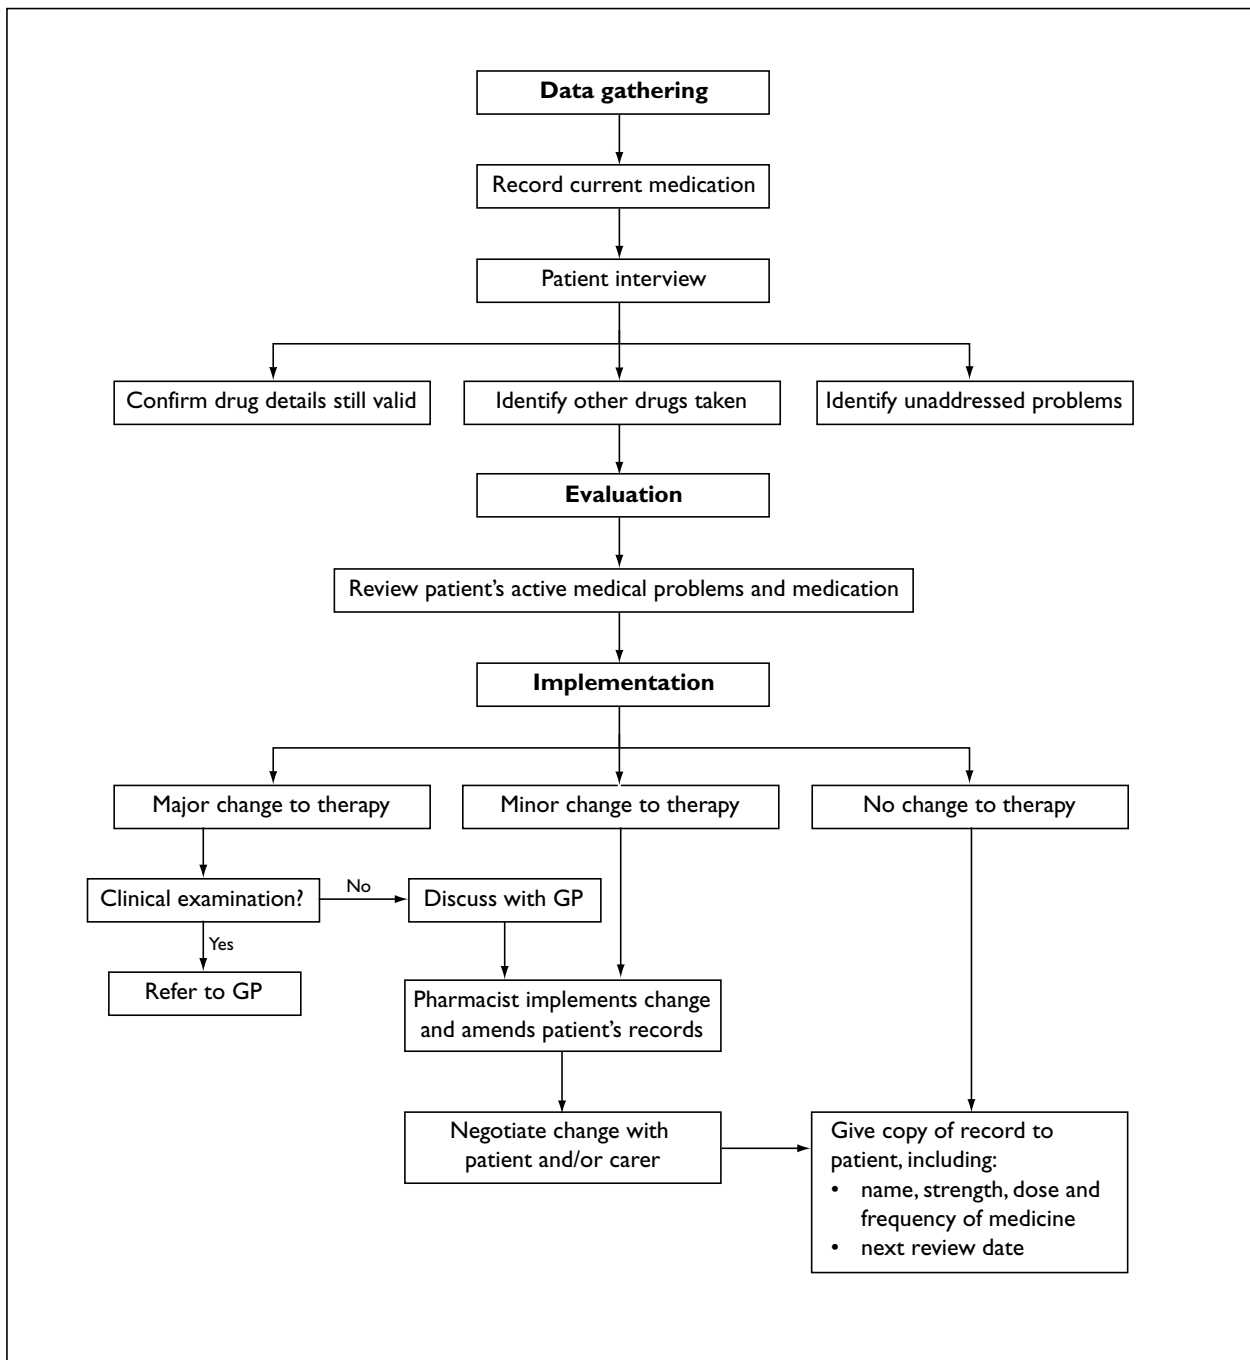 Data gathering
Record current medication
Patient interview
Confirm drug details still valid
Identify other drugs taken
Identify unaddressed problems
Evaluation
Review patient’s active medical problems and medication
Implementation
Major change to therapy
Minor change to therapy
No change to therapy
Clinical examination?
No
Discuss with GP
Yes
Refer to GP
Pharmacist implements change
and amends patient’s records
Negotiate change with
patient and/or carer
Give copy of record to
patient, including:
• name, strength, dose and
frequency of medicine
• next review date